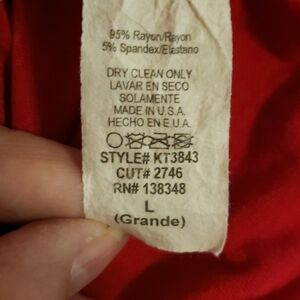 95% Rayon/Rayon
5% Spandex/Elastano
DRY CLEAN ONLY
LAVAR EN SECO
SOLAMENTE
MADE IN U.S.A.
HECHO EN E.U.A.
STYLE# KT3843
CUT# 2746
RN# 138348
L
(Grande)